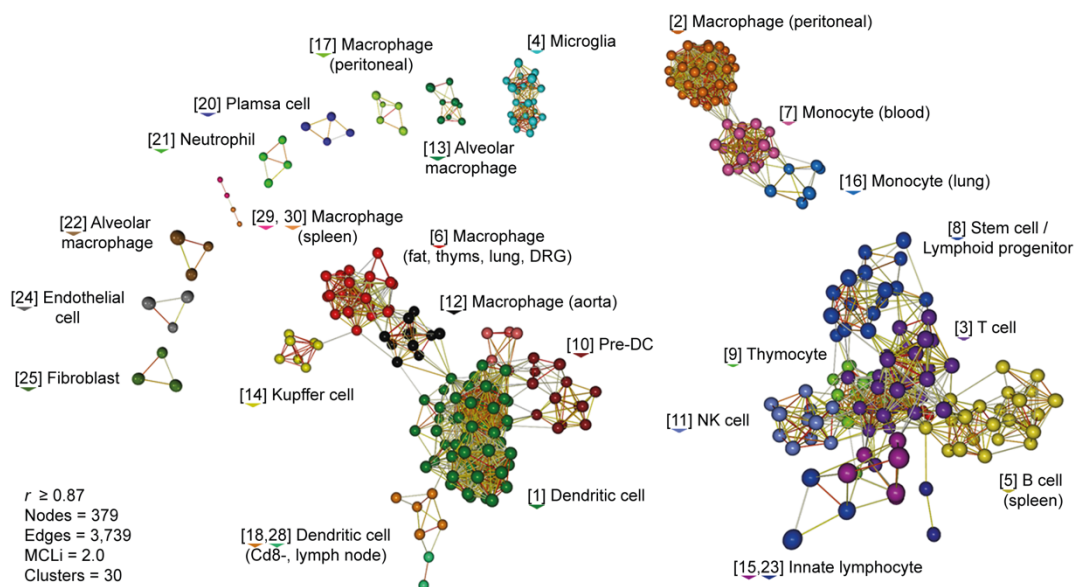 [2] Macrophage (peritoneal)
[17] Macrophage
(peritoneal)
[4] Microglia
[20] Plamsa cell
[7] Monocyte (blood)
[21] Neutrophil
[13] Alveolar
macrophage
[16] Monocyte (lung)
[22] Alveolar
macrophage
[29, 30] Macrophage
(spleen)
[6] Macrophage
(fat, thyms, lung, DRG)
[8] Stem cell /
Lymphoid progenitor
[24] Endothelial
cell
[12] Macrophage (aorta)
[3] T cell
[10] Pre-DC
[9] Thymocyte
[25] Fibroblast
[14] Kupffer cell
[11] NK cell
[1] Dendritic cell
[5] B cell
(spleen)
r ≥ 0.87
Nodes = 379
Edges = 3,739
MCLi = 2.0
Clusters = 30
[18,28] Dendritic cell
(Cd8-, lymph node)
[15,23] Innate lymphocyte